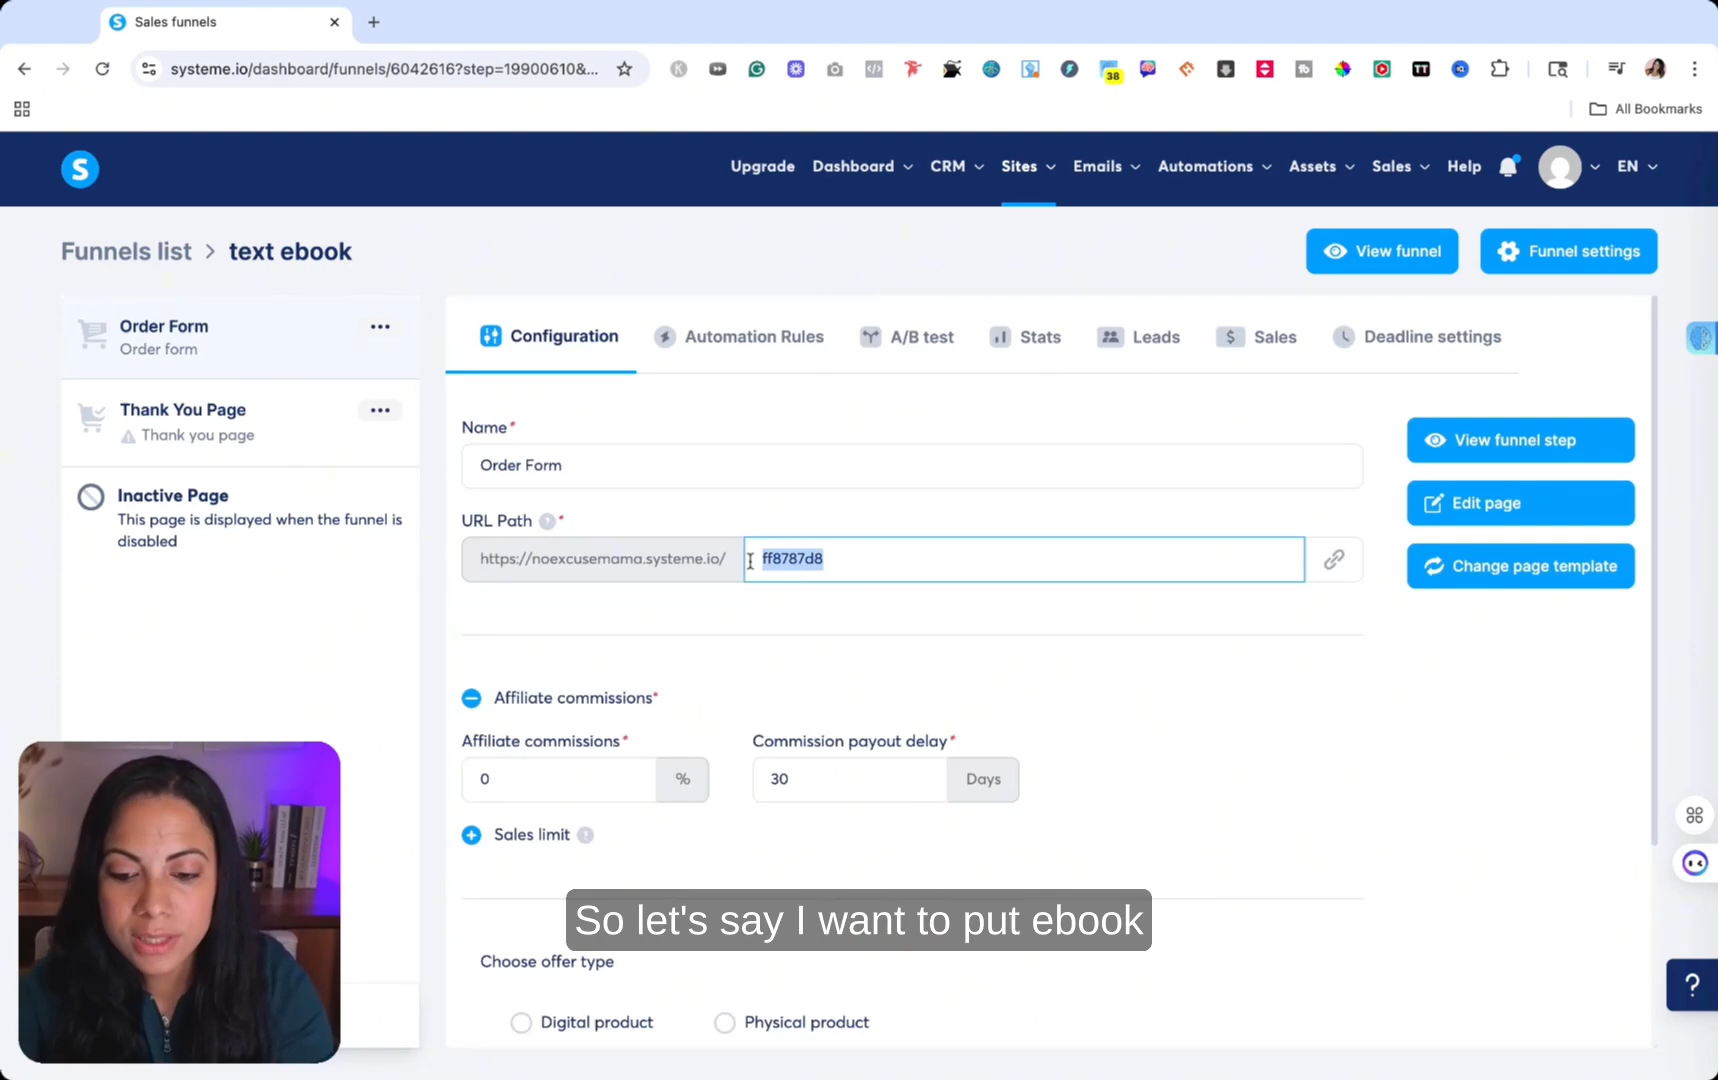 Sales funnels
systeme.io/dashboard/funnels/6042616?step=19900610&...
38
TT
All Bookmarks
S
Upgrade
Dashboard
CRM
Sites
Emails
Automations
Assets
Sales
Help
EN
Funnels list > text ebook
View funnel
Funnel settings
Order Form
Order form
Thank You Page
Thank you page
Inactive Page
This page is displayed when the funnel is
disabled
Configuration
Automation Rules
A/B test
Stats
Leads
Sales
Deadline settings
Name*
Order Form
URL Path ? *
https://noexcusemama.systeme.io/
ff8787d8
View funnel step
Edit page
Change page template
Affiliate commissions*
Affiliate commissions*
Commission payout delay*
0
%
30
Days
Sales limit ?
So let's say I want to put ebook
Choose offer type
Digital product
Physical product
?